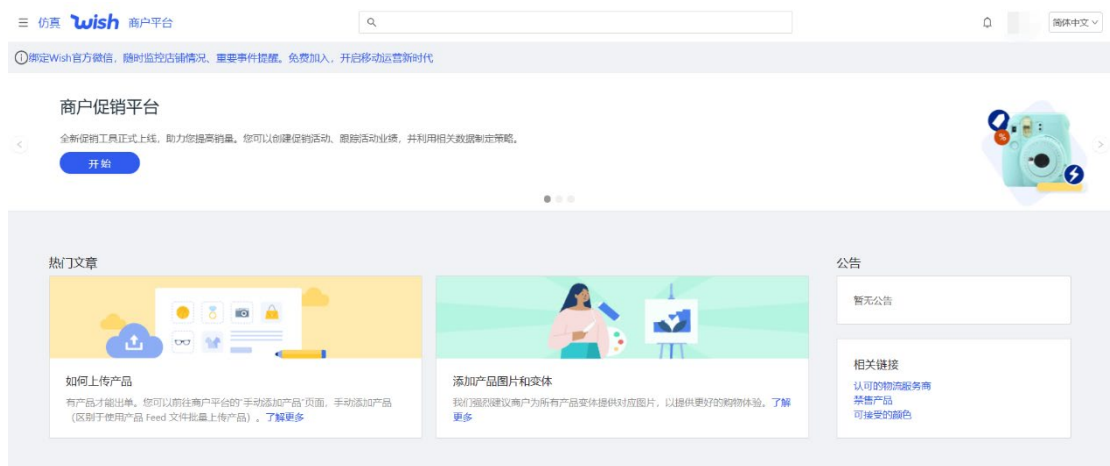 仿真 wish 商户平台
简体中文
绑定Wish官方微信，随时监控店铺情况、重要事件提醒。免费加入，开启移动运营新时代
商户促销平台
全新促销工具正式上线，助力您提高销量。您可以创建促销活动、跟踪活动业绩，并利用相关数据制定策略。
开始
热门文章
如何上传产品
有产品才能出单。您可以前往商户平台的“手动添加产品”页面，手动添加产品
（区别于使用产品 Feed 文件批量上传产品）。了解更多
添加产品图片和变体
我们强烈建议商户为所有产品变体提供对应图片，以提供更好的购物体验。了解
更多
公告
暂无公告
相关链接
认可的物流服务商
禁售产品
可接受的颜色